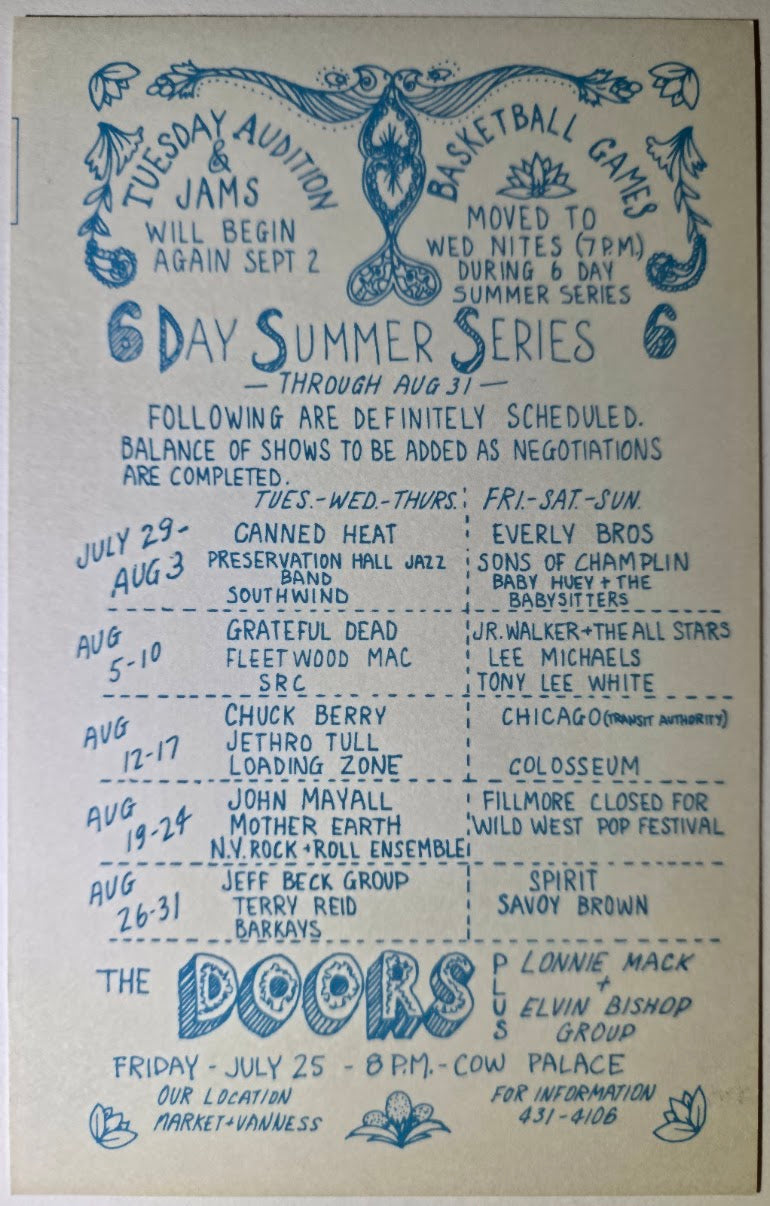 TUESDAY AUDITION
&
JAMS
WILL BEGIN
AGAIN SEPT 2
BASKETBALL GAMES
MOVED TO
WED NITES (7 P.M.)
DURING 6 DAY
SUMMER SERIES
6 DAY SUMMER SERIES 6
— THROUGH AUG 31 —
FOLLOWING ARE DEFINITELY SCHEDULED.
BALANCE OF SHOWS TO BE ADDED AS NEGOTIATIONS
ARE COMPLETED.
TUES.-WED.-THURS. FRI.-SAT.-SUN.
JULY 29-
AUG 3
CANNED HEAT
PRESERVATION HALL JAZZ
BAND
SOUTHWIND
EVERLY BROS
SONS OF CHAMPLIN
BABY HUEY + THE
BABYSITTERS
AUG
5-10
GRATEFUL DEAD
FLEETWOOD MAC
SRC
JR. WALKER + THE ALL STARS
LEE MICHAELS
TONY LEE WHITE
AUG
12-17
CHUCK BERRY
JETHRO TULL
LOADING ZONE
CHICAGO (TRANSIT AUTHORITY)
COLOSSEUM
AUG
19-24
JOHN MAYALL
MOTHER EARTH
N.Y. ROCK + ROLL ENSEMBLE
FILLMORE CLOSED FOR
WILD WEST POP FESTIVAL
AUG
26-31
JEFF BECK GROUP
TERRY REID
BARKAYS
SPIRIT
SAVOY BROWN
THE DOORS
PLUS
LONNIE MACK
+
ELVIN BISHOP
GROUP
FRIDAY - JULY 25 - 8 P.M. - COW PALACE
OUR LOCATION
MARKET + VANNESS
FOR INFORMATION
431-4106